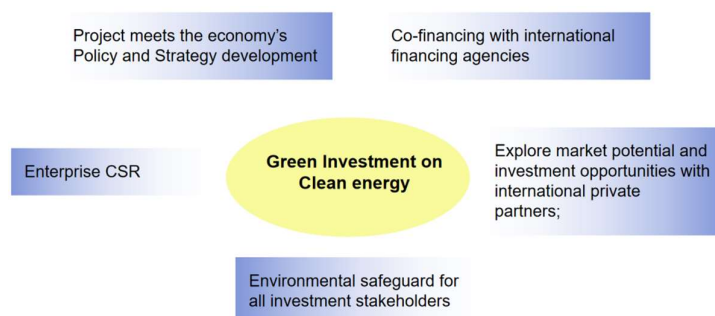 Project meets the economy's
Policy and Strategy development
Co-financing with international
financing agencies
Enterprise CSR
Green Investment on
Clean energy
Explore market potential and
investment opportunities with
international private
partners;
Environmental safeguard for
all investment stakeholders